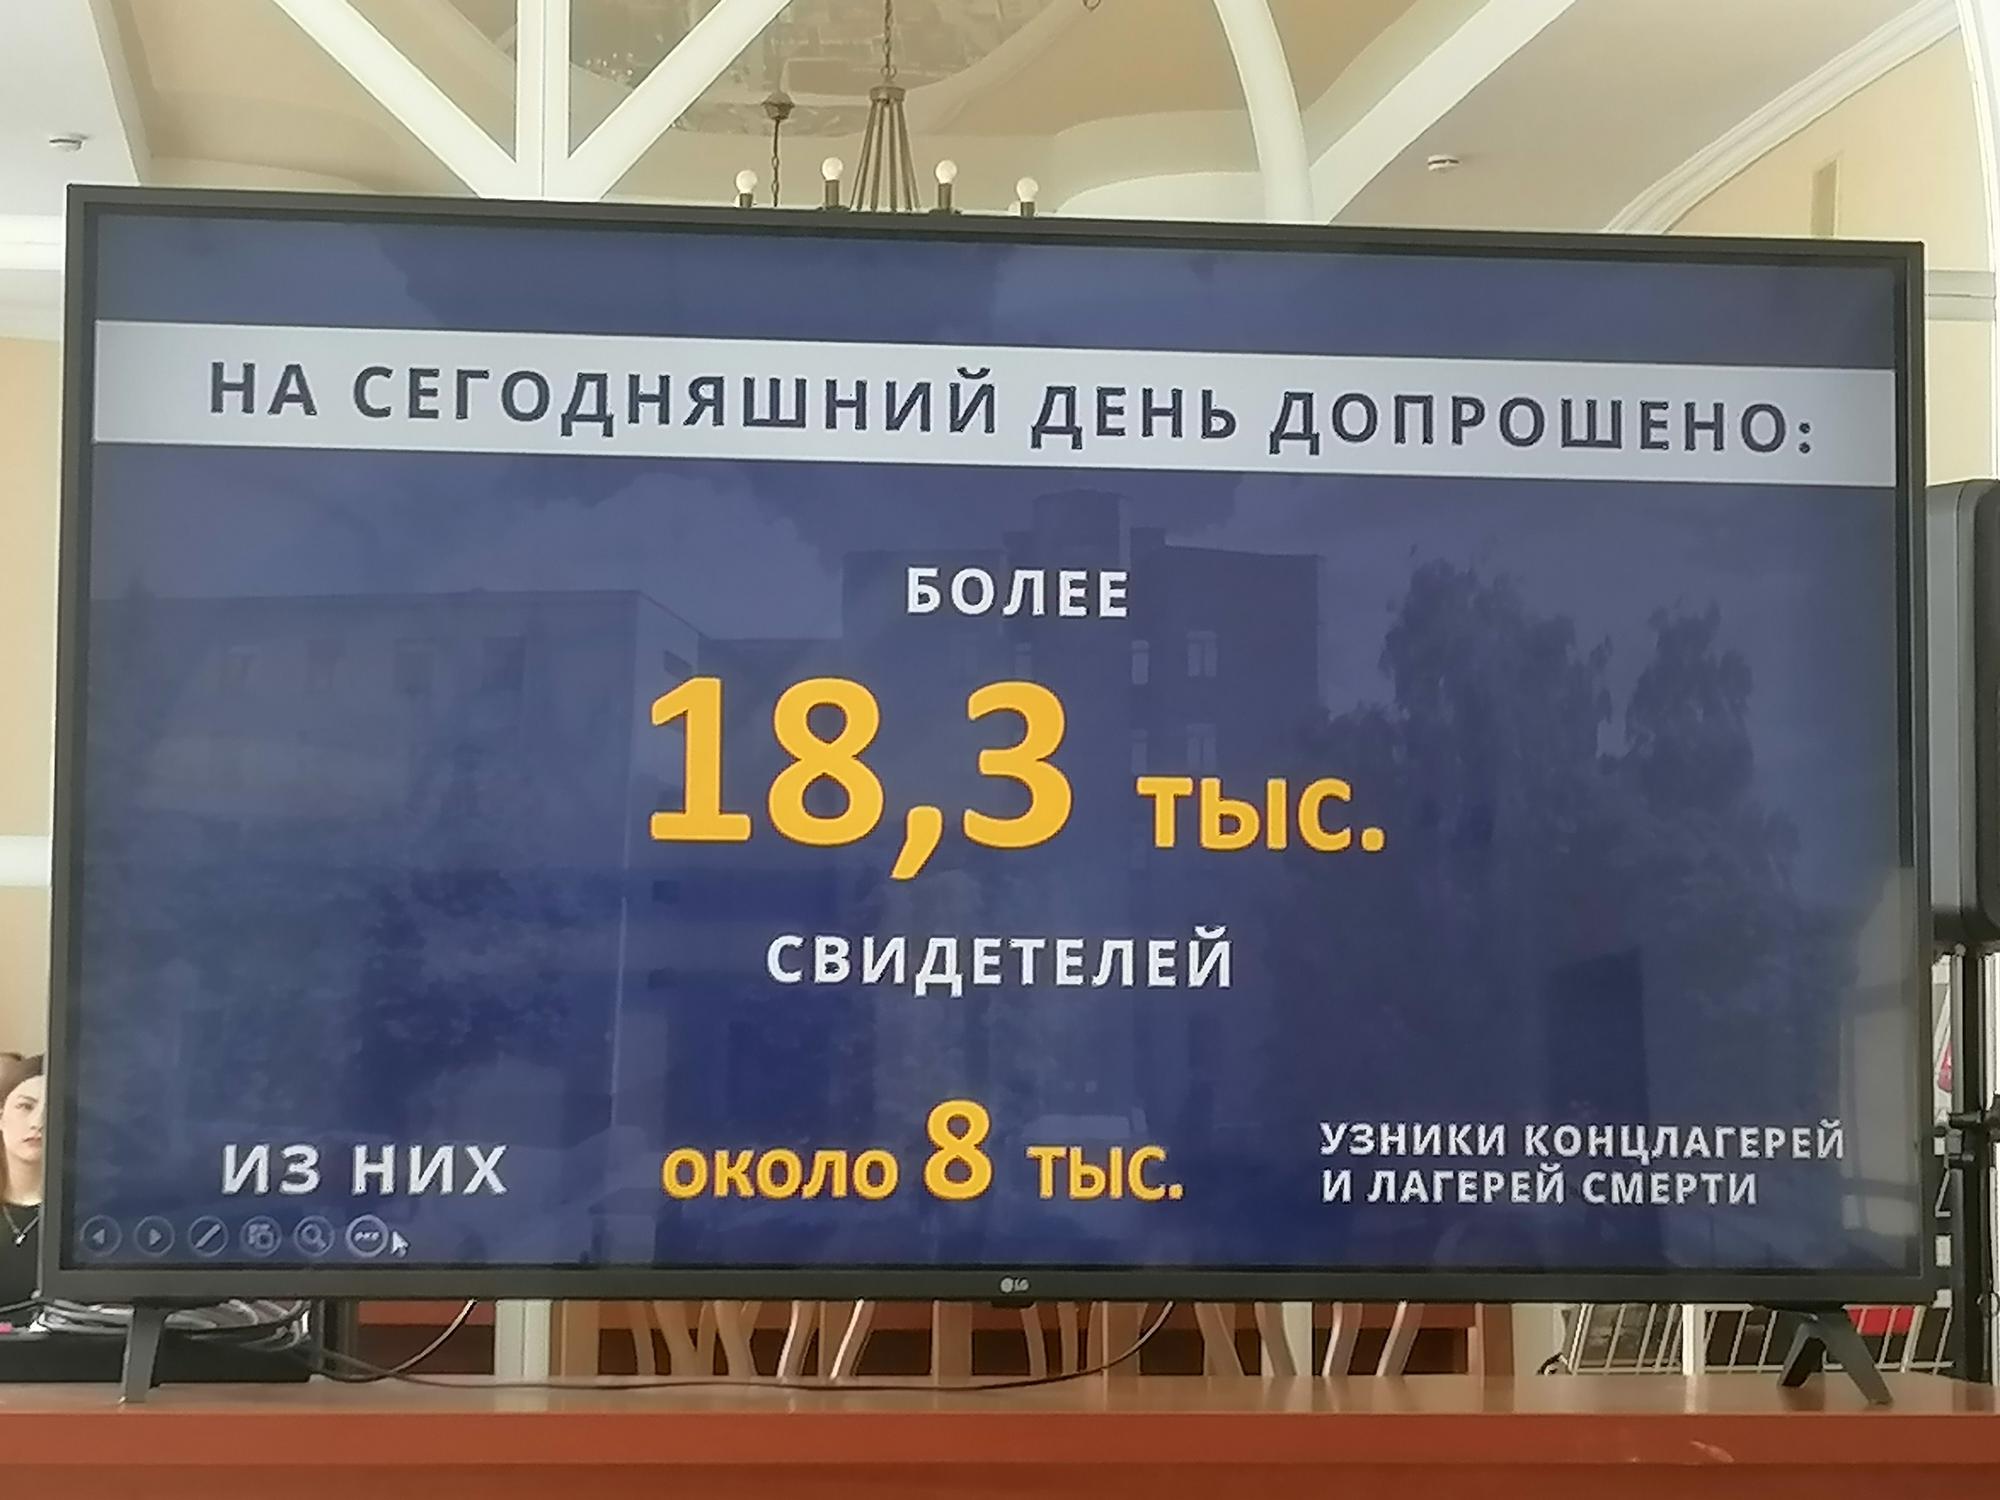 НА СЕГОДНЯШНИЙ ДЕНЬ ДОПРОШЕНО:
БОЛЕЕ
18,3 тыс.
СВИДЕТЕЛЕЙ
ИЗ НИХ около 8 тыс. УЗНИКИ КОНЦЛАГЕРЕЙ
И ЛАГЕРЕЙ СМЕРТИ
LG